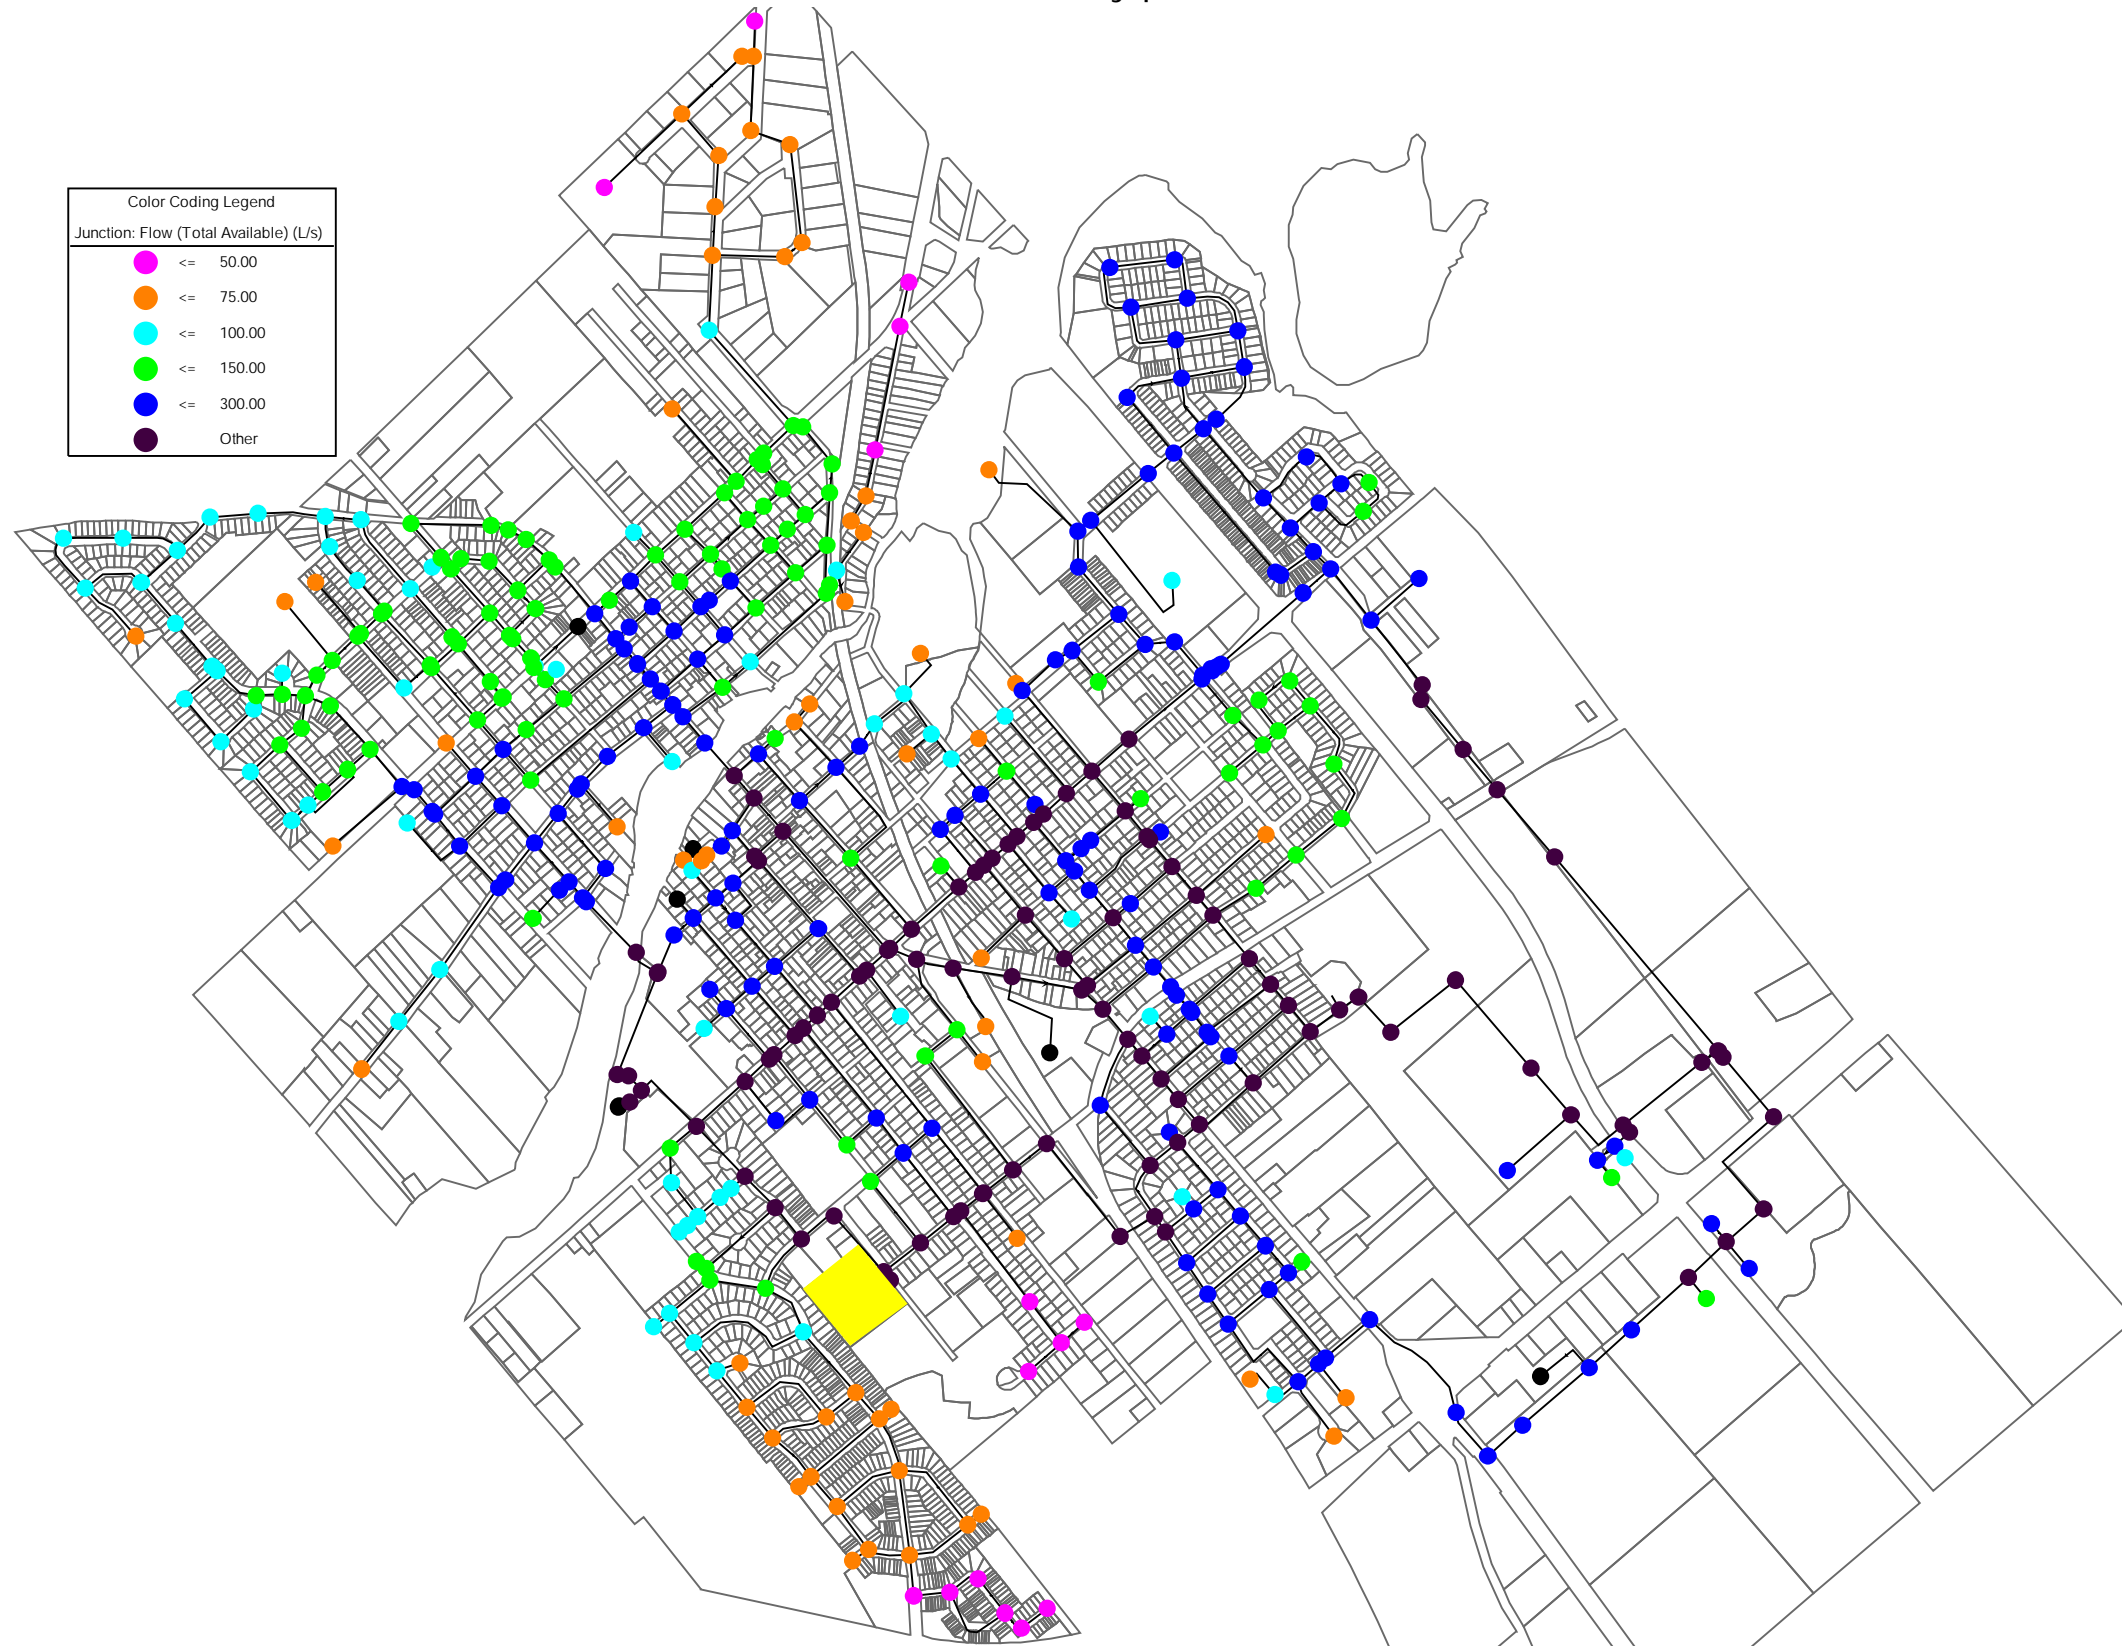 Color Coding Legend
Junction: Flow (Total Available) (L/s)
<= 50.00
<= 75.00
<= 100.00
<= 150.00
<= 300.00
Other